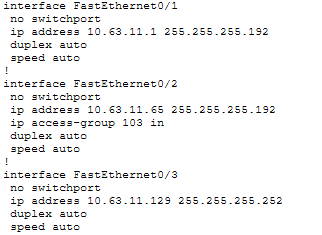 interface FastEthernet0/1
no switchport
ip address 10.63.11.1 255.255.255.192
duplex auto
speed auto
!
interface FastEthernet0/2
no switchport
ip address 10.63.11.65 255.255.255.192
ip access-group 103 in
duplex auto
speed auto
!
interface FastEthernet0/3
no switchport
ip address 10.63.11.129 255.255.255.252
duplex auto
speed auto